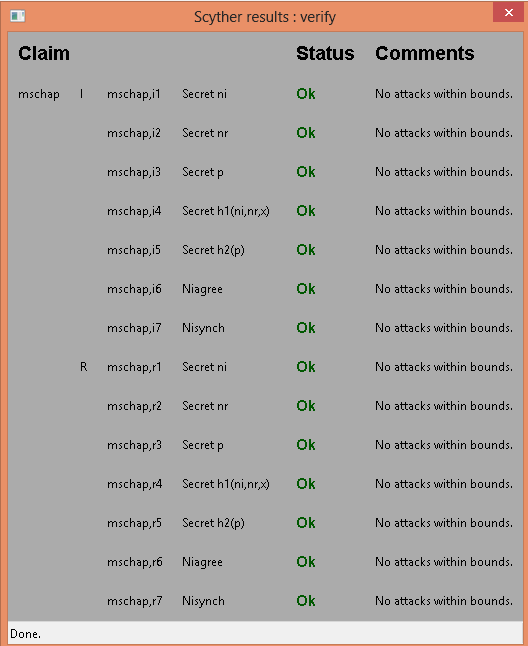 Scyther results : verify
Claim Status Comments
mschap I mschap,i1 Secret ni Ok No attacks within bounds.
mschap,i2 Secret nr Ok No attacks within bounds.
mschap,i3 Secret p Ok No attacks within bounds.
mschap,i4 Secret h1(ni,nr,x) Ok No attacks within bounds.
mschap,i5 Secret h2(p) Ok No attacks within bounds.
mschap,i6 Niagree Ok No attacks within bounds.
mschap,i7 Nisynch Ok No attacks within bounds.
R mschap,r1 Secret ni Ok No attacks within bounds.
mschap,r2 Secret nr Ok No attacks within bounds.
mschap,r3 Secret p Ok No attacks within bounds.
mschap,r4 Secret h1(ni,nr,x) Ok No attacks within bounds.
mschap,r5 Secret h2(p) Ok No attacks within bounds.
mschap,r6 Niagree Ok No attacks within bounds.
mschap,r7 Nisynch Ok No attacks within bounds.
Done.